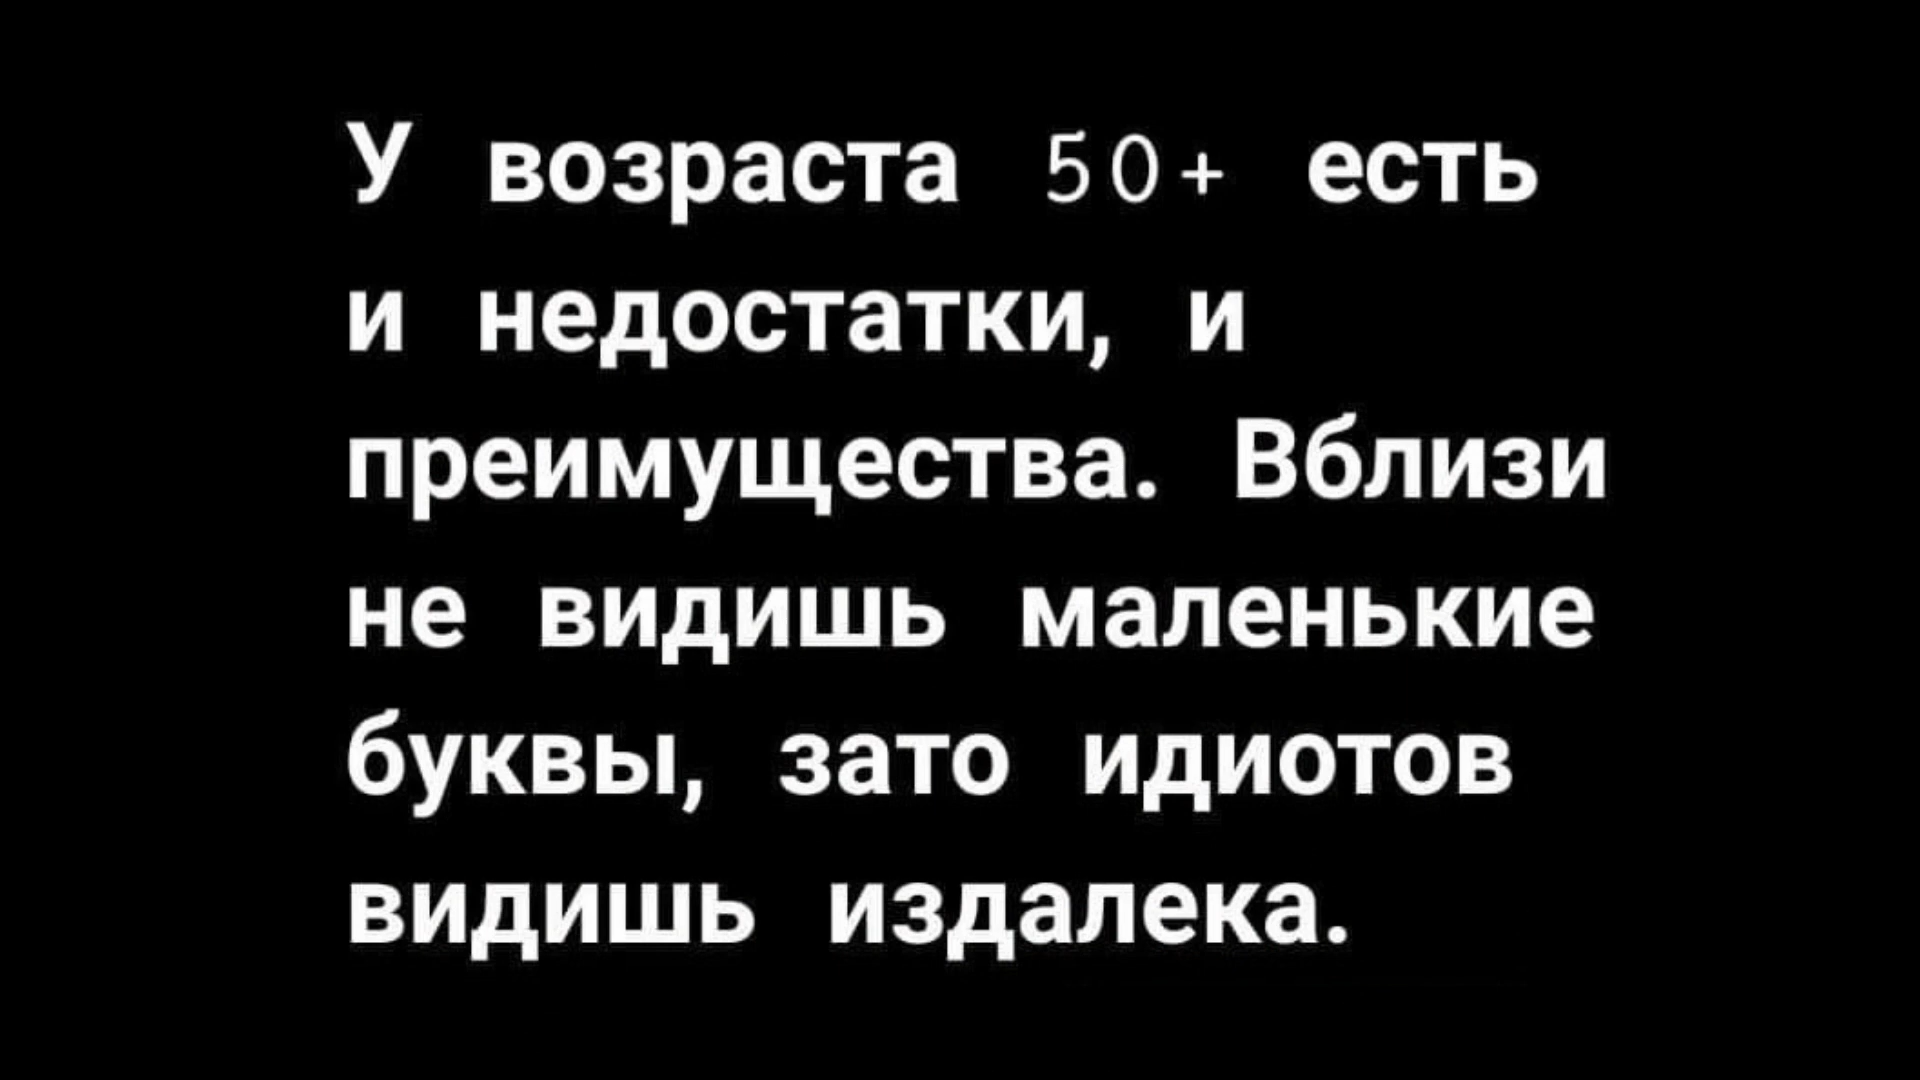 У возраста 50+ есть
и недостатки, и
преимущества. Вблизи
не видишь маленькие
буквы, зато идиотов
видишь издалека.